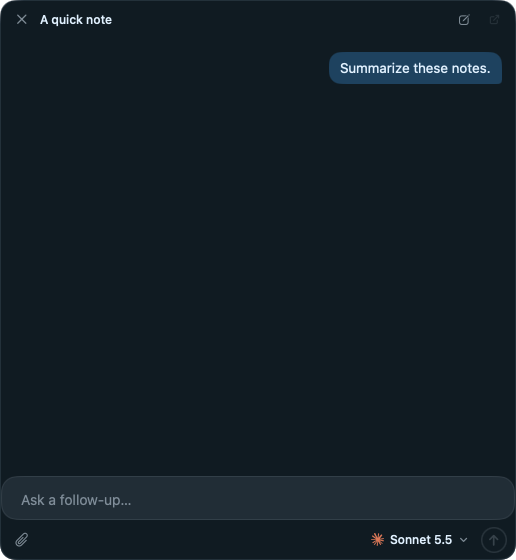 A quick note
Summarize these notes.
Ask a follow-up...
Sonnet 5.5